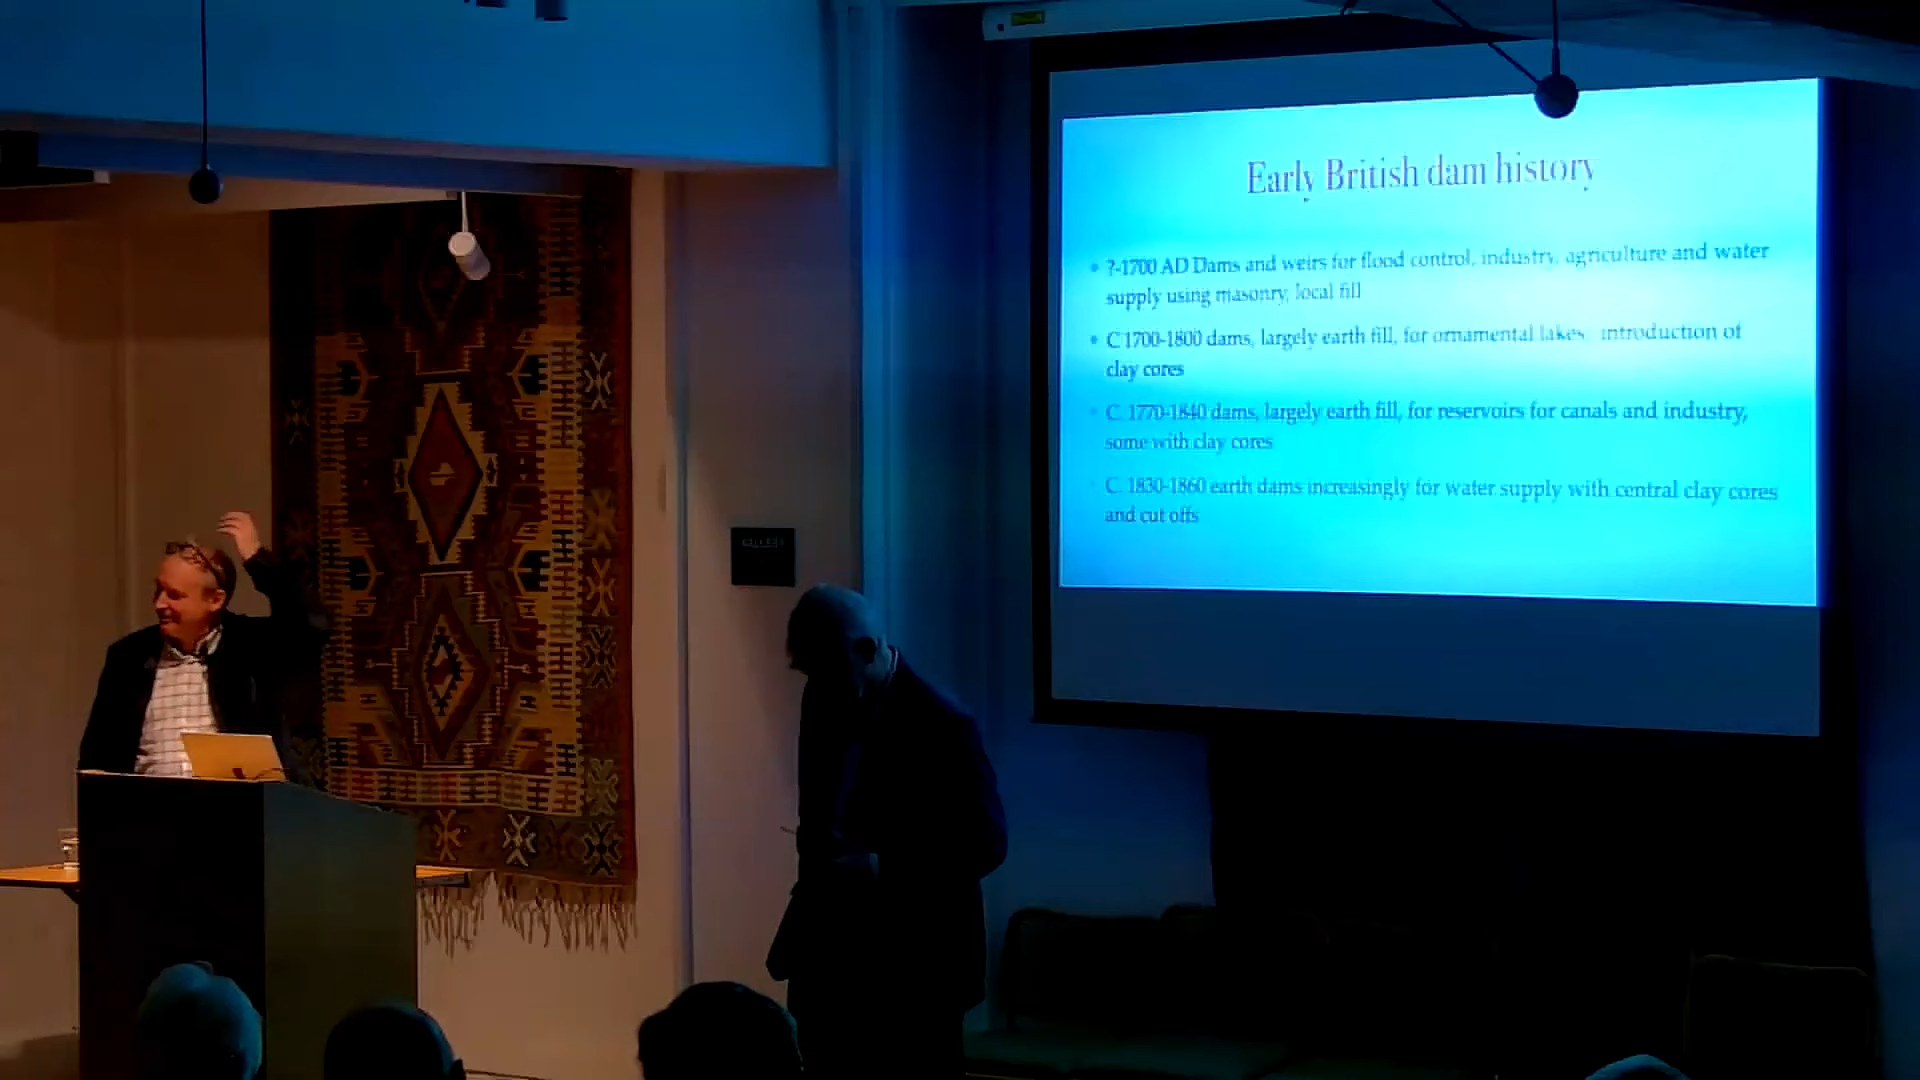 Early British dam history
• ?-1700 AD Dams and weirs for flood control, industry, agriculture and water
supply using masonry, local fill
• C 1700-1800 dams, largely earth fill, for ornamental lakes; introduction of
clay cores
• C. 1770-1840 dams, largely earth fill, for reservoirs for canals and industry,
some with clay cores
• C. 1830-1860 earth dams increasingly for water supply with central clay cores
and cut offs